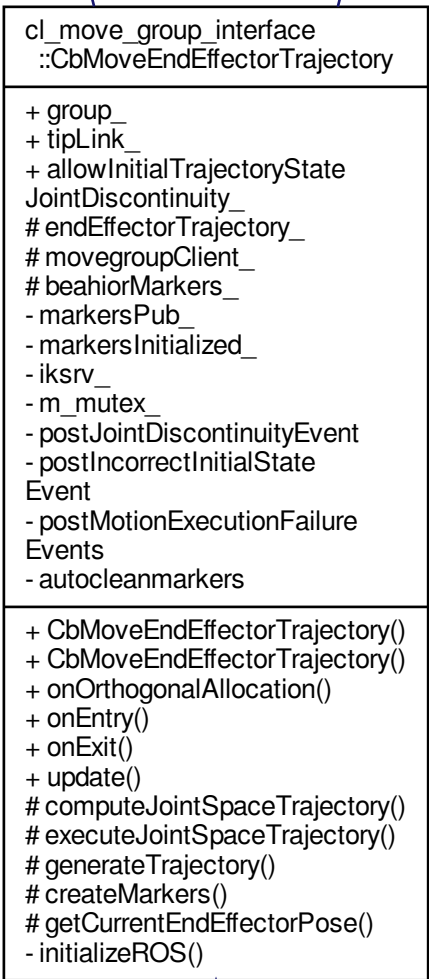 cl_move_group_interface
::CbMoveEndEffectorTrajectory
+ group_
+ tipLink_
+ allowInitialTrajectoryState
JointDiscontinuity_
# endEffectorTrajectory_
# movegroupClient_
# beahiorMarkers_
- markersPub_
- markersInitialized_
- iksrv_
- m_mutex_
- postJointDiscontinuityEvent
- postIncorrectInitialState
Event
- postMotionExecutionFailure
Events
- autocleanmarkers
+ CbMoveEndEffectorTrajectory()
+ CbMoveEndEffectorTrajectory()
+ onOrthogonalAllocation()
+ onEntry()
+ onExit()
+ update()
# computeJointSpaceTrajectory()
# executeJointSpaceTrajectory()
# generateTrajectory()
# createMarkers()
# getCurrentEndEffectorPose()
- initializeROS()